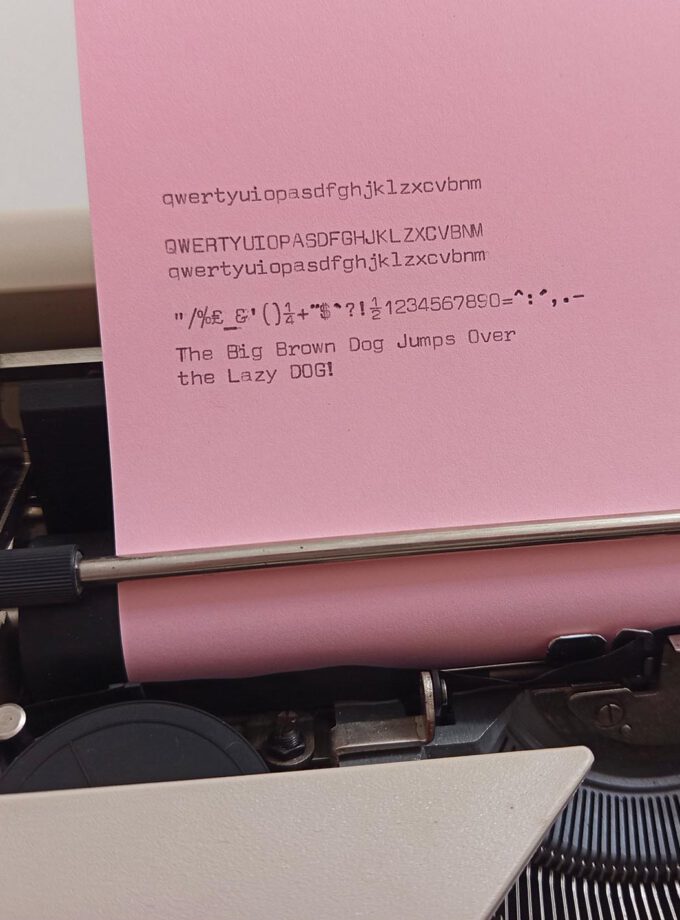 qwertyuiopasdfghjklzxcvbnm
QWERTYUIOPASDFGHJKLZXCVBNM
qwertyuiopasdfghjklzxcvbnm
"/%£_&'()¼+¨$`?!½1234567890=^:´,.-
The Big Brown Dog Jumps Over
the Lazy DOG!